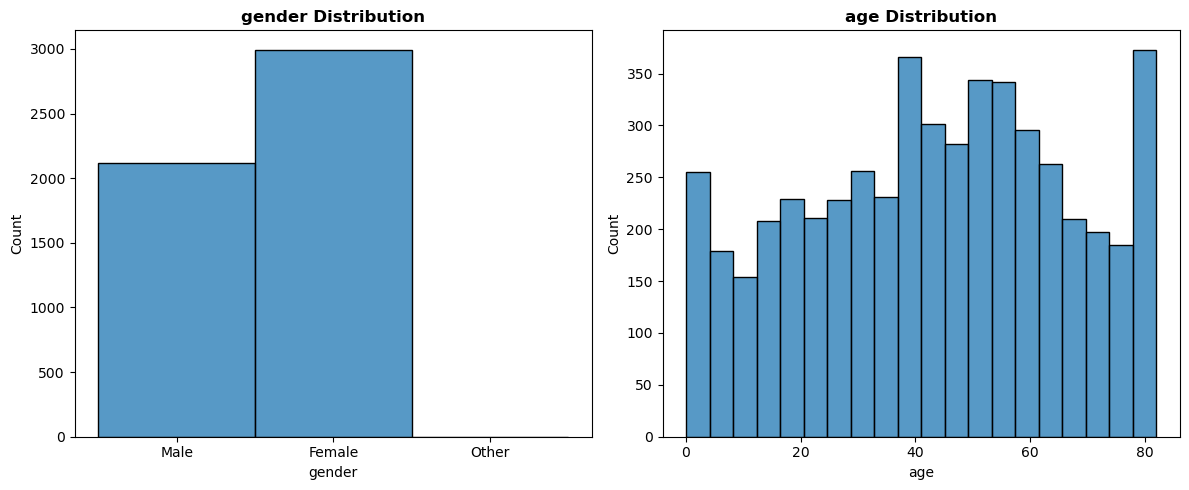 gender Distribution
3000
2500
2000
1500
1000
500
0
Count
Male Female Other
gender
age Distribution
350
300
250
200
150
100
50
0
Count
0 20 40 60 80
age